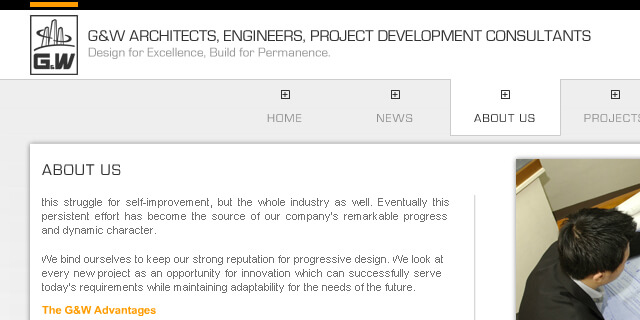 G&W
G&W ARCHITECTS, ENGINEERS, PROJECT DEVELOPMENT CONSULTANTS
Design for Excellence, Build for Permanence.
HOME
NEWS
ABOUT US
PROJECTS
ABOUT US
this struggle for self-improvement, but the whole industry as well. Eventually this
persistent effort has become the source of our company's remarkable progress
and dynamic character.
We bind ourselves to keep our strong reputation for progressive design. We look at
every new project as an opportunity for innovation which can successfully serve
today's requirements while maintaining adaptability for the needs of the future.
The G&W Advantages